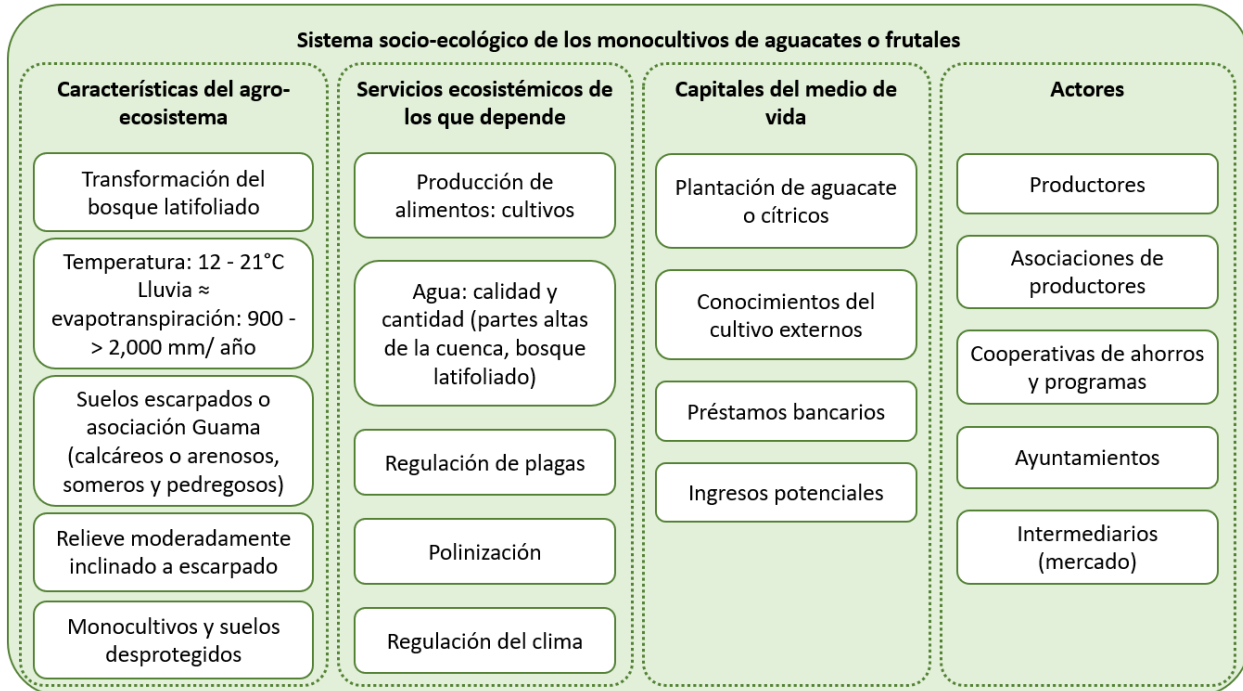 Sistema socio-ecológico de los monocultivos de aguacates o frutales
Características del agro-
ecosistema
Transformación del
bosque latifoliado
Temperatura: 12 - 21°C
Lluvia ≈
evapotranspiración: 900 -
> 2,000 mm/ año
Suelos escarpados o
asociación Guama
(calcáreos o arenosos,
someros y pedregosos)
Relieve moderadamente
inclinado a escarpado
Monocultivos y suelos
desprotegidos
Servicios ecosistémicos de
los que depende
Producción de
alimentos: cultivos
Agua: calidad y
cantidad (partes altas
de la cuenca, bosque
latifoliado)
Regulación de plagas
Polinización
Regulación del clima
Capitales del medio de
vida
Plantación de aguacate
o cítricos
Conocimientos del
cultivo externos
Préstamos bancarios
Ingresos potenciales
Actores
Productores
Asociaciones de
productores
Cooperativas de ahorros
y programas
Ayuntamientos
Intermediarios
(mercado)